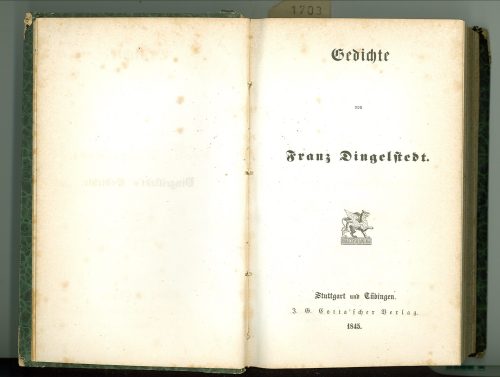 1703
Gedichte
von
Franz Dingelstedt.
Stuttgart und Tübingen.
J. G. Cotta'scher Verlag.
1845.